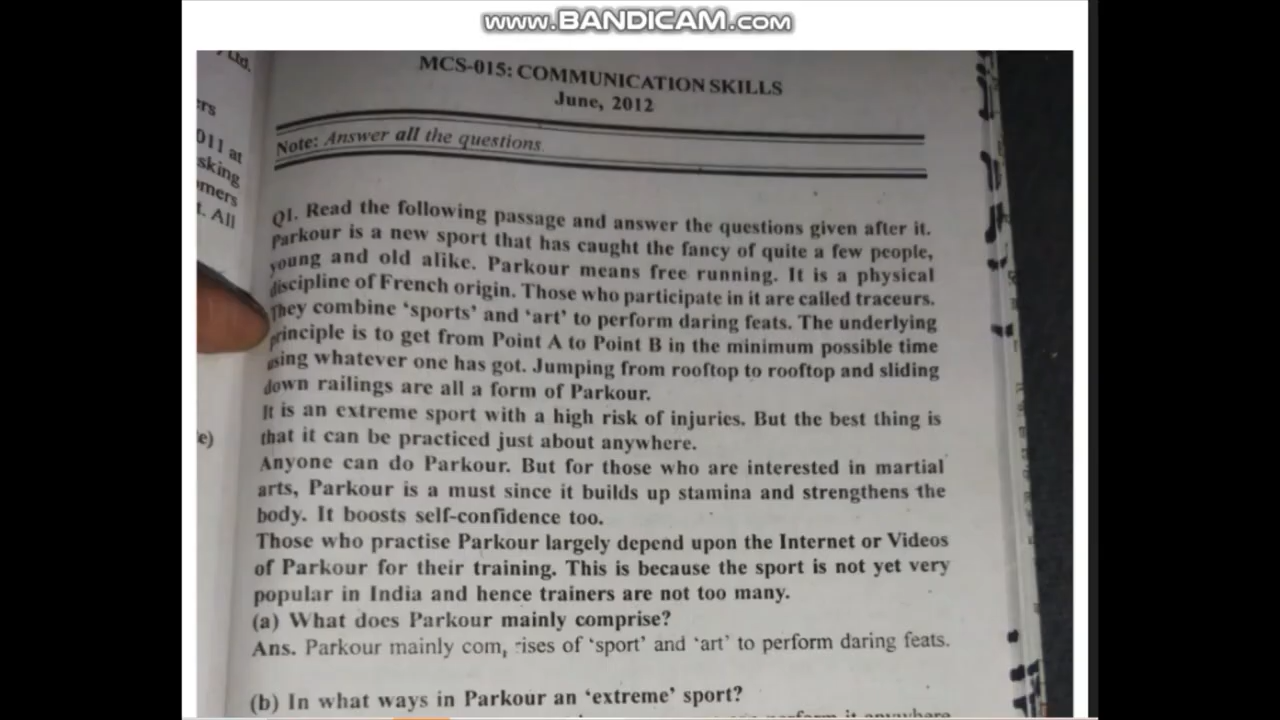 www.BANDICAM.com
Ltd.
MCS-015: COMMUNICATION SKILLS
June, 2012
Note: Answer all the questions.
011 at
All
Q1. Read the following passage and answer the questions given after it.
Parkour is a new sport that has caught the fancy of quite a few people,
young and old alike. Parkour means free running. It is a physical
discipline of French origin. Those who participate in it are called traceurs.
They combine ‘sports’ and ‘art’ to perform daring feats. The underlying
principle is to get from Point A to Point B in the minimum possible time
using whatever one has got. Jumping from rooftop to rooftop and sliding
down railings are all a form of Parkour.
It is an extreme sport with a high risk of injuries. But the best thing is
that it can be practiced just about anywhere.
Anyone can do Parkour. But for those who are interested in martial
arts, Parkour is a must since it builds up stamina and strengthens the
body. It boosts self-confidence too.
Those who practise Parkour largely depend upon the Internet or Videos
of Parkour for their training. This is because the sport is not yet very
popular in India and hence trainers are not too many.
(a) What does Parkour mainly comprise?
Ans. Parkour mainly comprises of ‘sport’ and ‘art’ to perform daring feats.
(b) In what ways in Parkour an ‘extreme’ sport?